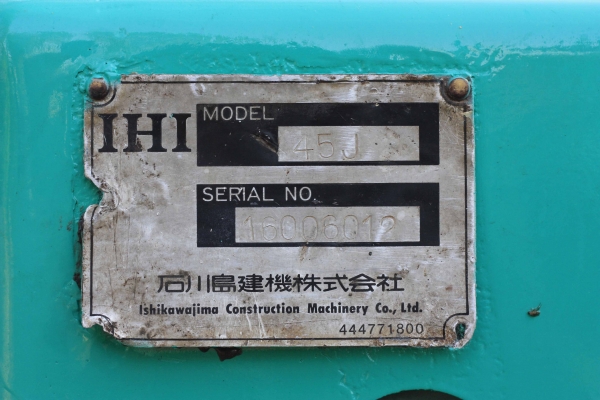 IHI
MODEL
45J
SERIAL NO.
16006012
石川島建機株式会社
Ishikawajima Construction Machinery Co., Ltd.
444771800